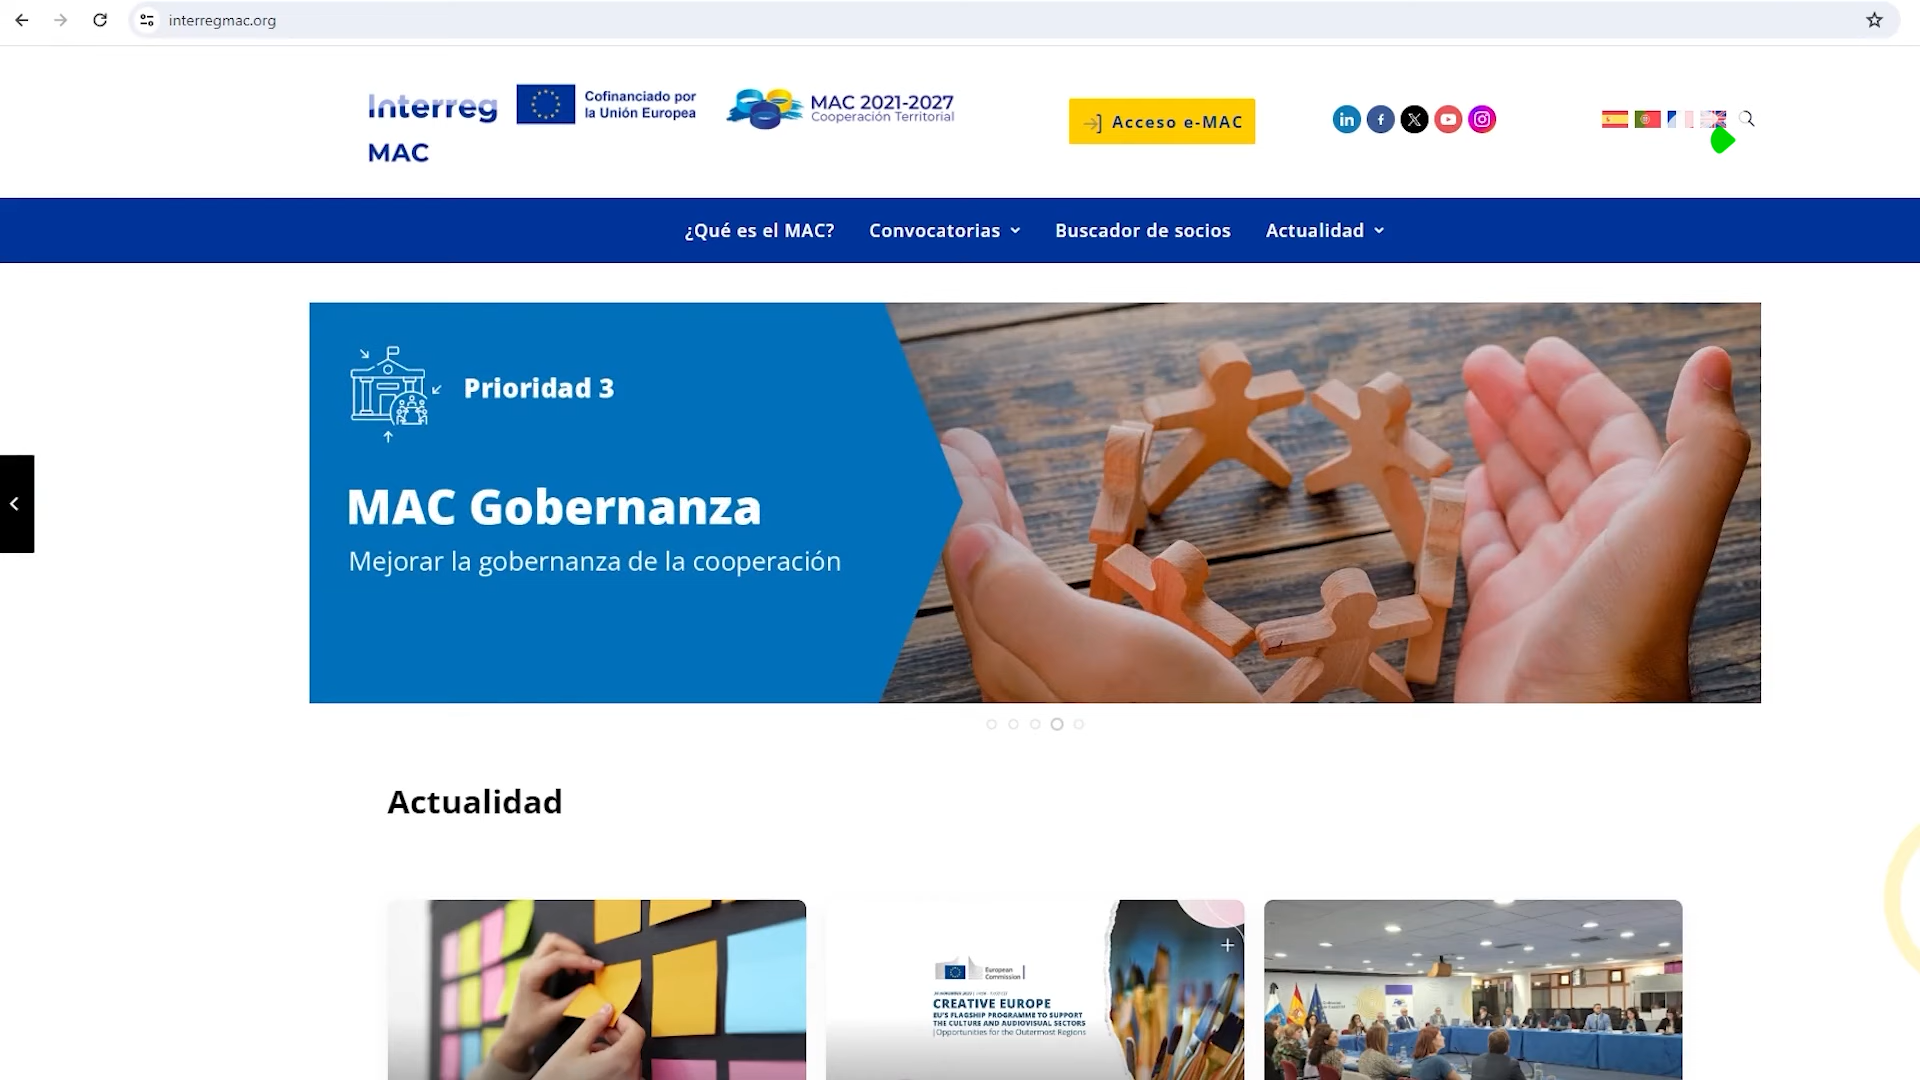 interregmac.org
Interreg
MAC
Cofinanciado por
la Unión Europea
MAC 2021-2027
Cooperación Territorial
Acceso e-MAC
¿Qué es el MAC?
Convocatorias
Buscador de socios
Actualidad
Prioridad 3
MAC Gobernanza
Mejorar la gobernanza de la cooperación
Actualidad
European
Commission
CREATIVE EUROPE
EU'S FLAGSHIP PROGRAMME TO SUPPORT
THE CULTURE AND AUDIOVISUAL SECTORS
| Opportunities for the Outermost Regions